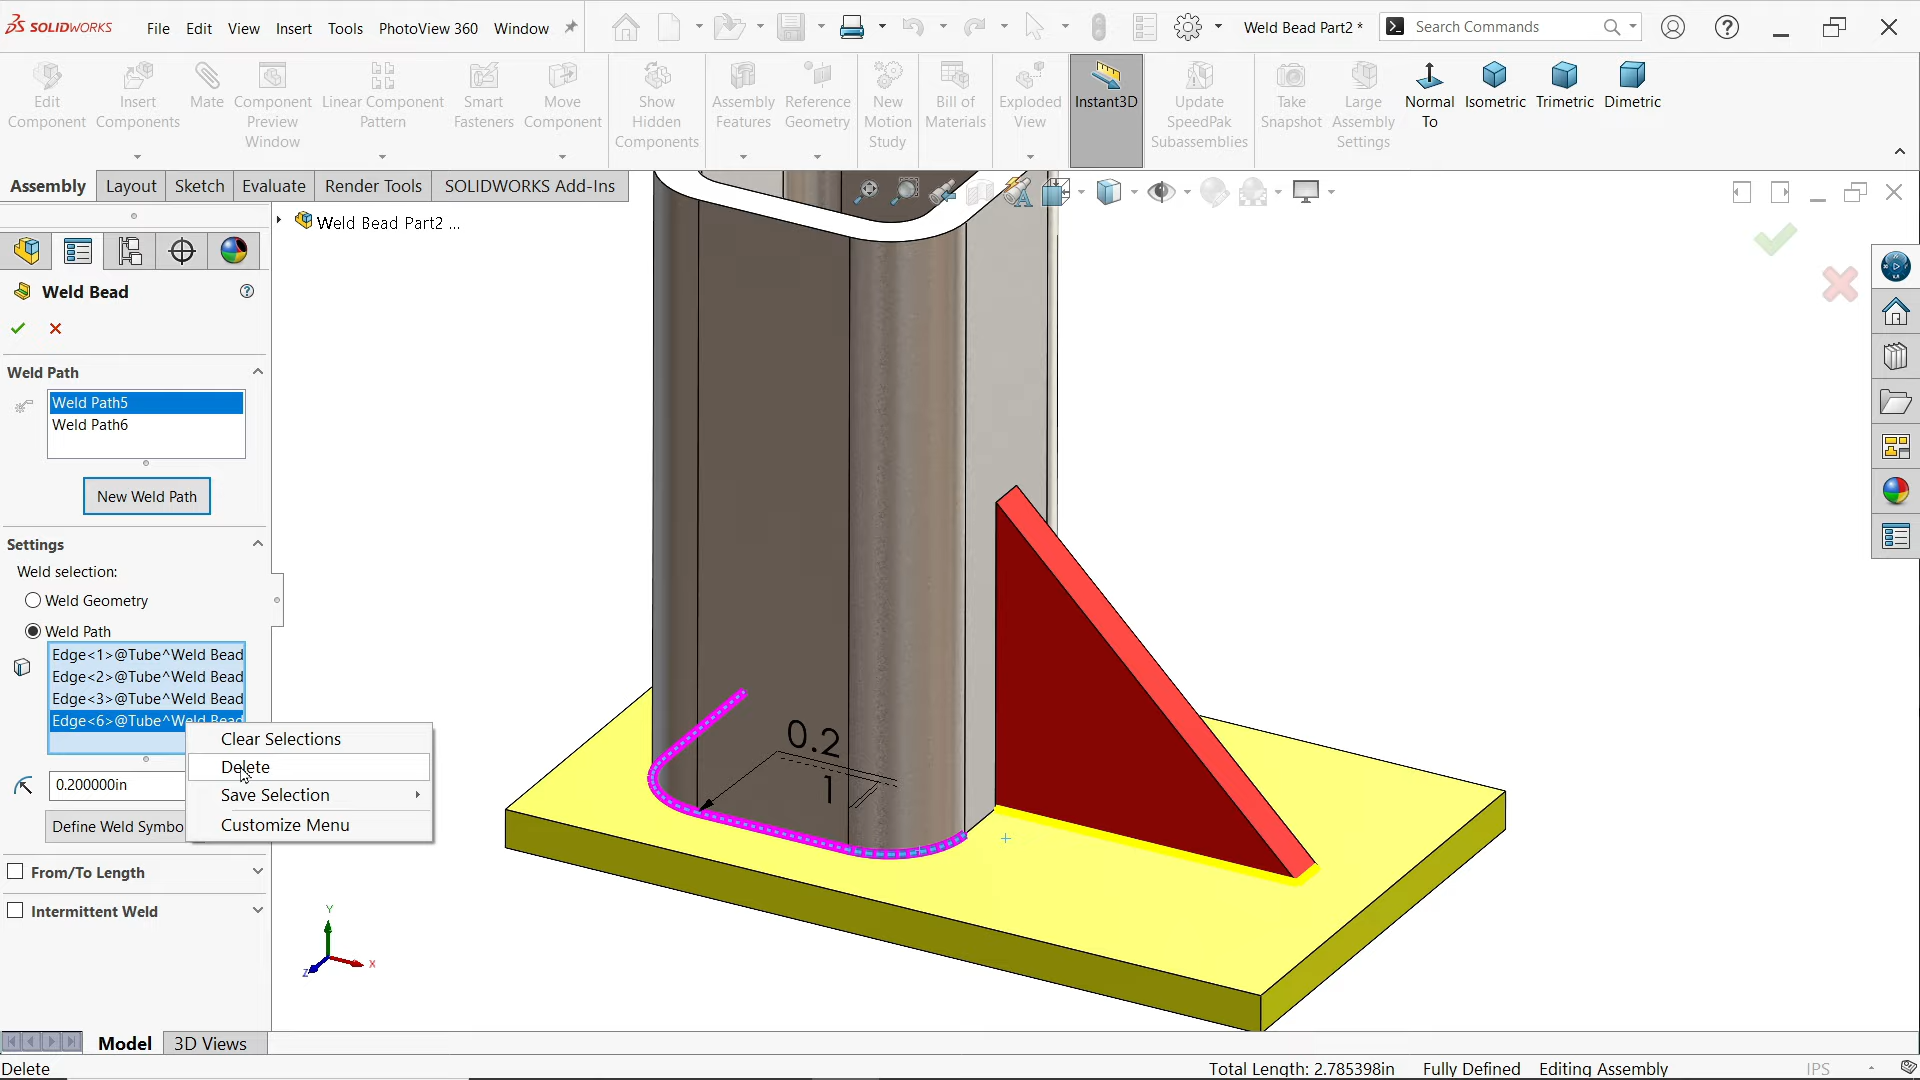 SOLIDWORKS File Edit View Insert Tools PhotoView 360 Window Weld Bead Part2 * Search Commands
Edit Component
Insert Components
Mate
Component Preview Window
Linear Component Pattern
Smart Fasteners
Move Component
Show Hidden Components
Assembly Features
Reference Geometry
New Motion Study
Bill of Materials
Exploded View
Instant3D
Update SpeedPak Subassemblies
Take Snapshot
Large Assembly Settings
Normal To
Isometric
Trimetric
Dimetric
Assembly Layout Sketch Evaluate Render Tools SOLIDWORKS Add-Ins
Weld Bead Part2 ...
Weld Bead
Weld Path
Weld Path5
Weld Path6
New Weld Path
Settings
Weld selection:
Weld Geometry
Weld Path
Edge<1>@Tube^Weld Bead
Edge<2>@Tube^Weld Bead
Edge<3>@Tube^Weld Bead
Edge<6>@Tube^Weld Bead
Clear Selections
Delete
Save Selection
Customize Menu
0.200000in
Define Weld Symbo
From/To Length
Intermittent Weld
0.2
1
Y
X
Z
Model 3D Views
Delete Total Length: 2.785398in Fully Defined Editing Assembly IPS